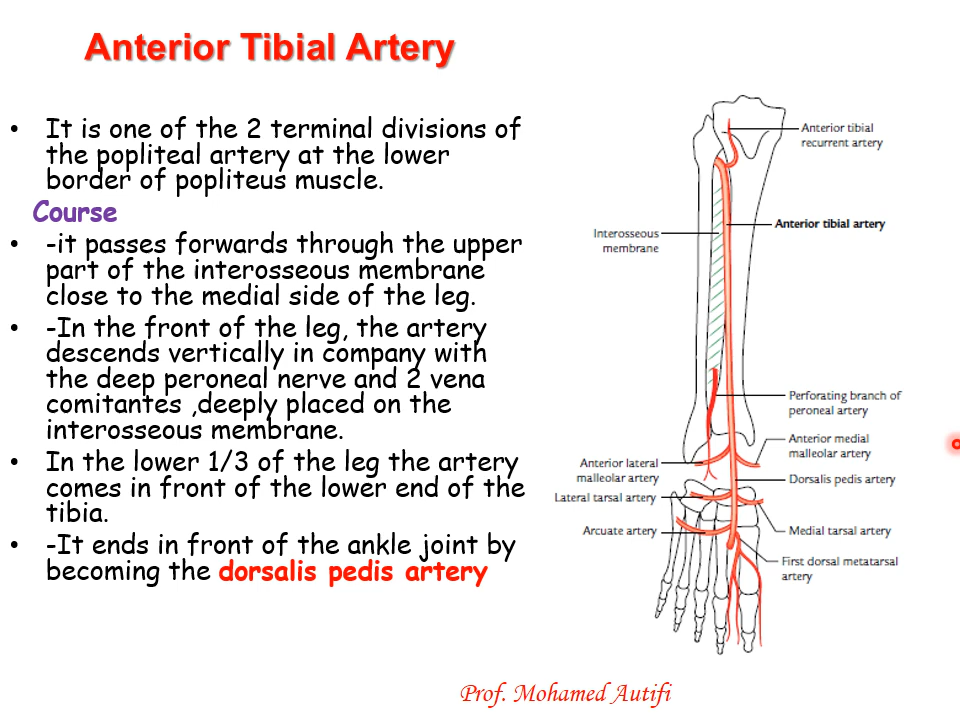 Anterior Tibial Artery
• It is one of the 2 terminal divisions of
the popliteal artery at the lower
border of popliteus muscle.
Course
• -it passes forwards through the upper
part of the interosseous membrane
close to the medial side of the leg.
• -In the front of the leg, the artery
descends vertically in company with
the deep peroneal nerve and 2 vena
comitantes ,deeply placed on the
interosseous membrane.
• In the lower 1/3 of the leg the artery
comes in front of the lower end of the
tibia.
• -It ends in front of the ankle joint by
becoming the dorsalis pedis artery
Anterior tibial
recurrent artery
Interosseous
membrane
Anterior tibial artery
Perforating branch of
peroneal artery
Anterior medial
malleolar artery
Anterior lateral
malleolar artery
Dorsalis pedis artery
Lateral tarsal artery
Arcuate artery
Medial tarsal artery
First dorsal metatarsal
artery
Prof. Mohamed Autifi